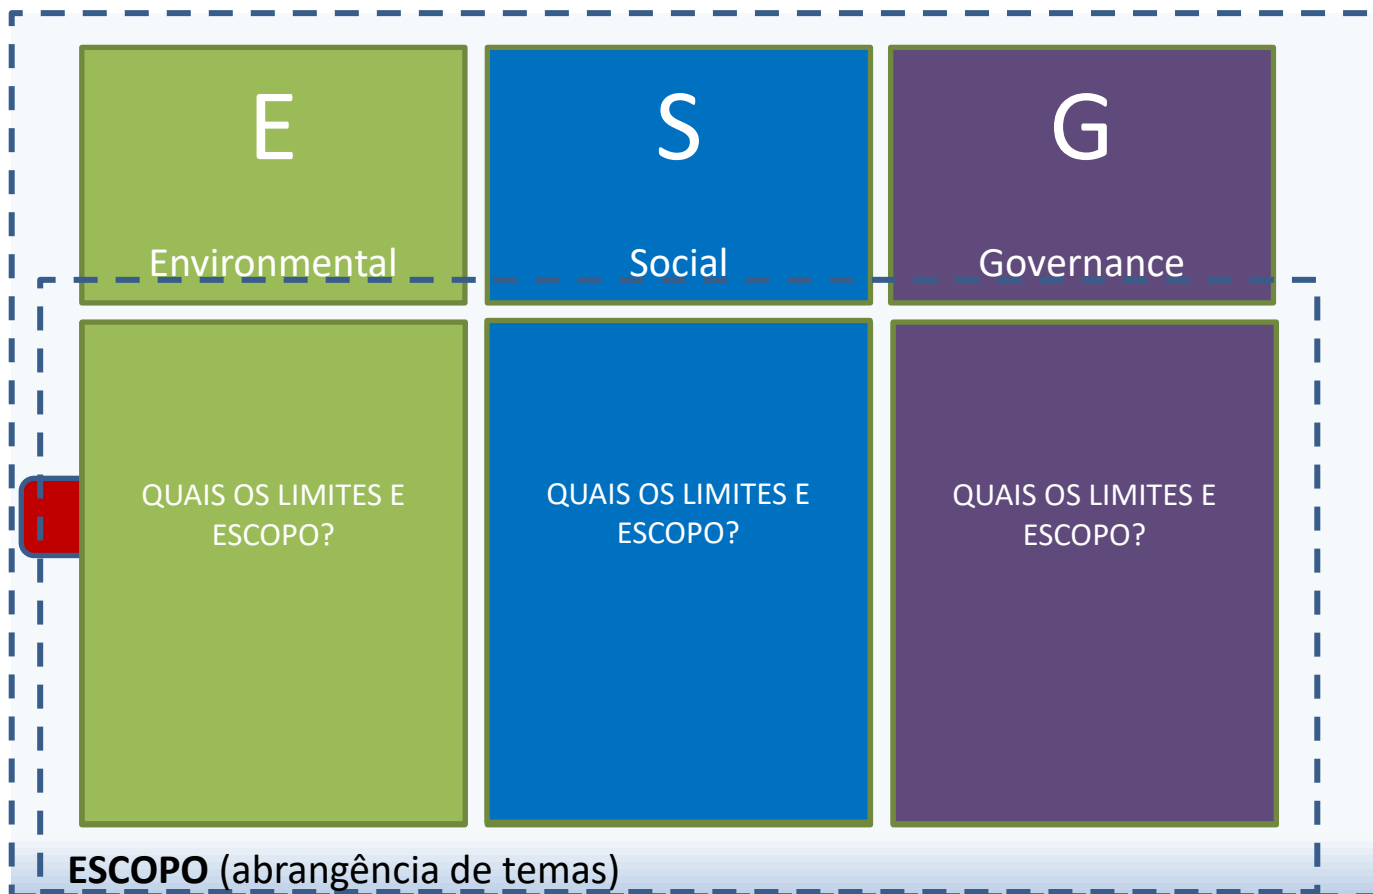 E
Environmental
S
Social
G
Governance
QUAIS OS LIMITES E
ESCOPO?
QUAIS OS LIMITES E
ESCOPO?
QUAIS OS LIMITES E
ESCOPO?
ESCOPO (abrangência de temas)